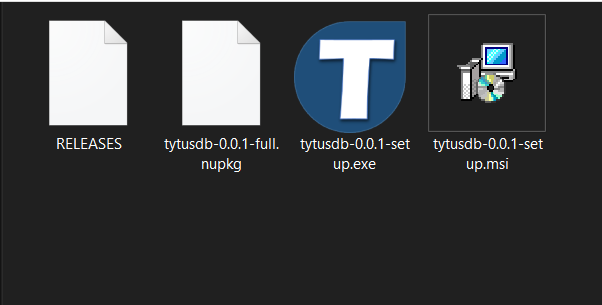 RELEASES
tytusdb-0.0.1-full.
nupkg
T
tytusdb-0.0.1-set
up.exe
tytusdb-0.0.1-set
up.msi